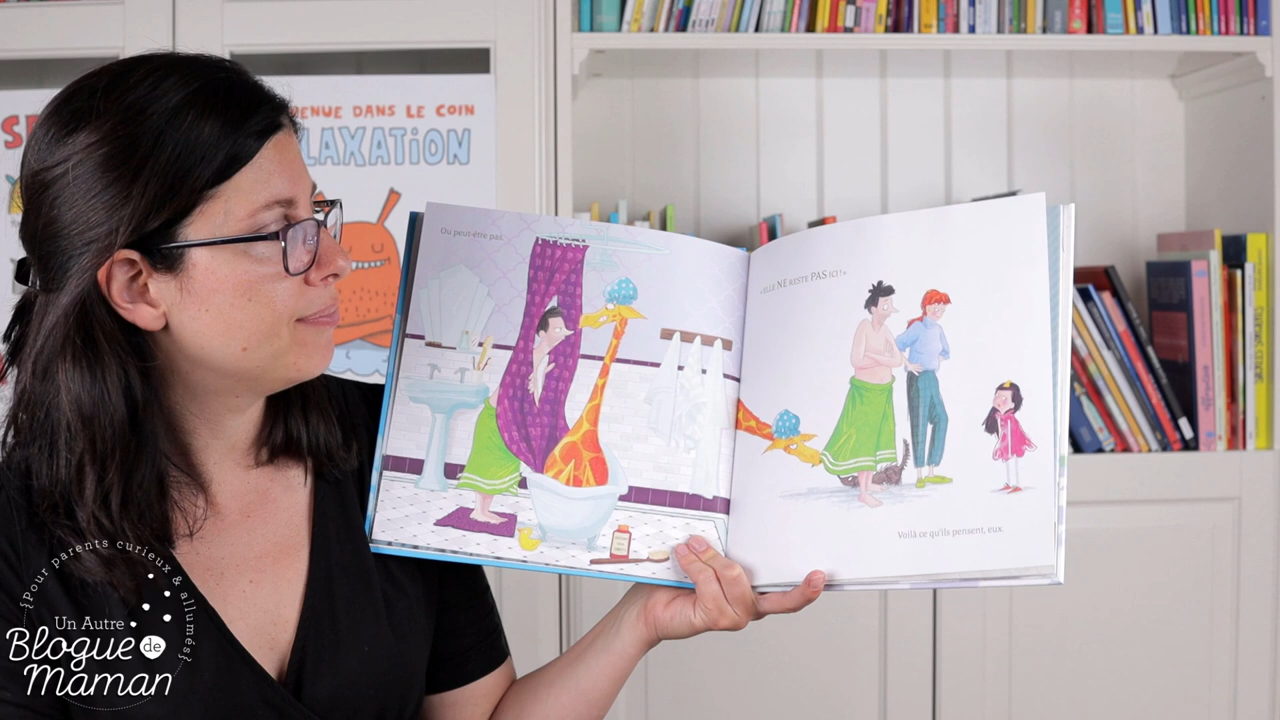 ENUE DANS LE COIN
LAXATiON
Ou peut-être pas.
« ELLE NE RESTE PAS ICI ! »
Voilà ce qu'ils pensent, eux.
{Pour parents curieux & allumés}
Un Autre
Blogue de
Maman